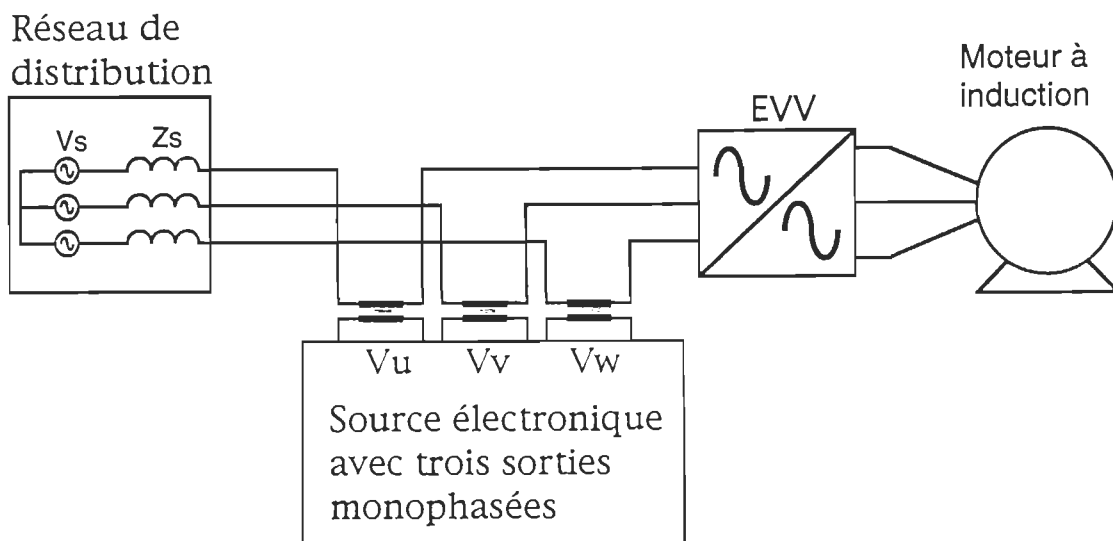 Réseau de
distribution
Vs
Zs
EVV
Moteur à
induction
Vu
Vv
Vw
Source électronique
avec trois sorties
monophasées